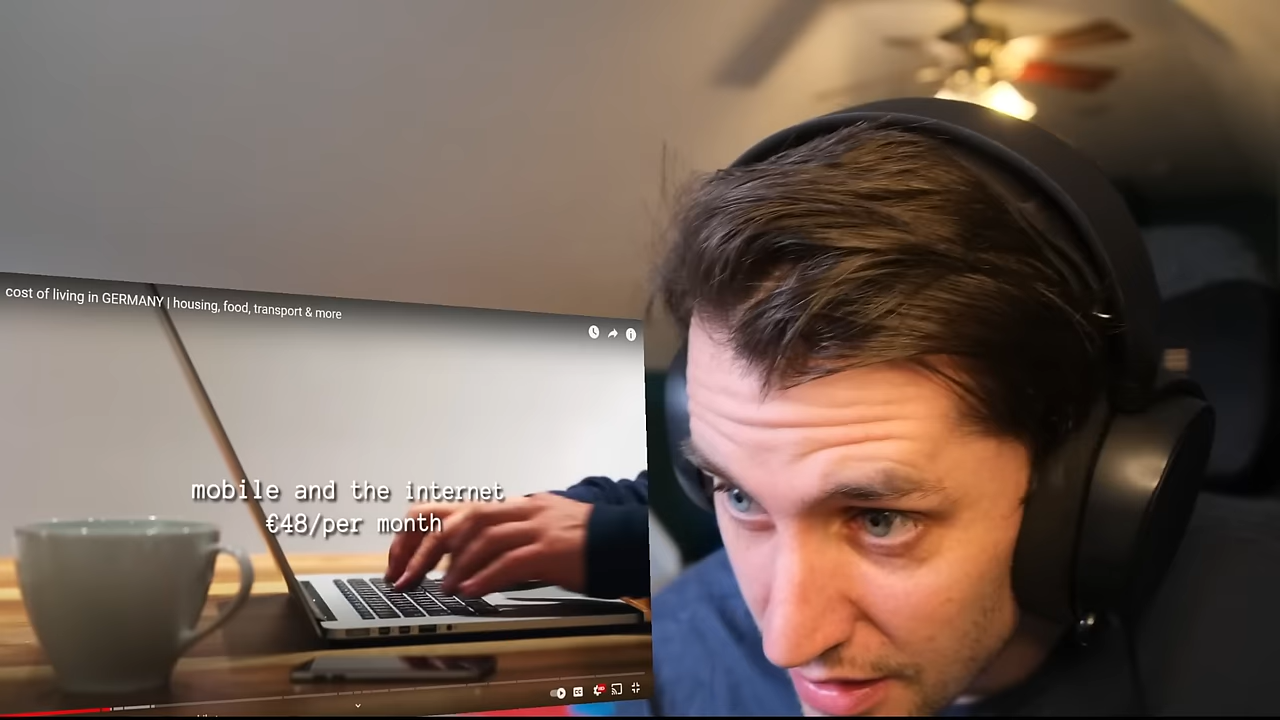 cost of living in GERMANY | housing, food, transport & more
mobile and the internet
€48/per month